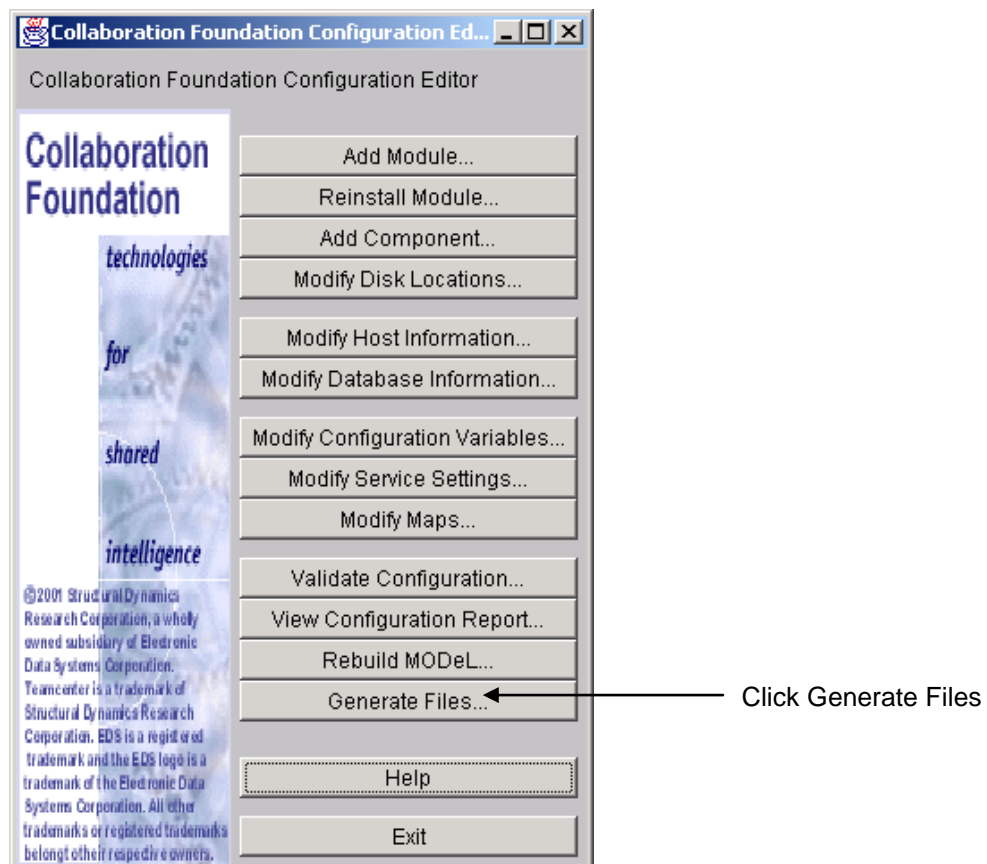 Collaboration Foundation Configuration Ed...
Collaboration Foundation Configuration Editor
Collaboration
Foundation
technologies
for
shared
intelligence
©2001 Structural Dynamics
Research Corporation, a wholly
owned subsidiary of Electronic
Data Systems Corporation.
Teamcenter is a trademark of
Structural Dynamics Research
Corporation. EDS is a registered
trademark and the EDS logo is a
trademark of the Electronic Data
Systems Corporation. All other
trademarks or registered trademarks
belongt otheir respective owners.
Add Module...
Reinstall Module...
Add Component...
Modify Disk Locations...
Modify Host Information...
Modify Database Information...
Modify Configuration Variables...
Modify Service Settings...
Modify Maps...
Validate Configuration...
View Configuration Report...
Rebuild MODeL...
Generate Files...
Click Generate Files
Help
Exit